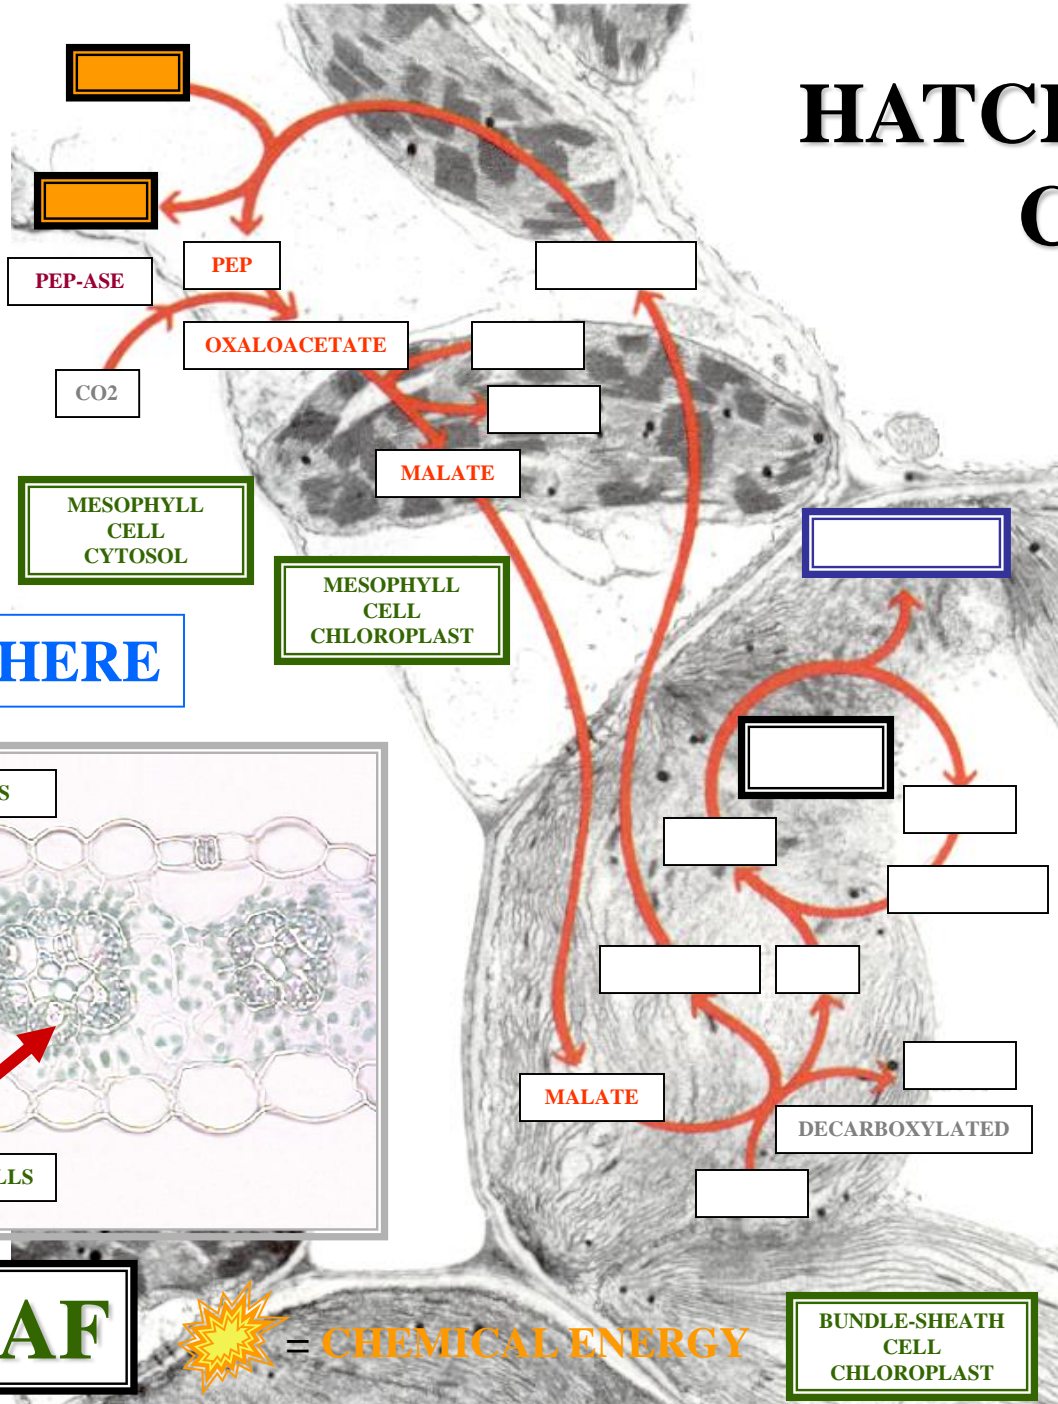 HATCH
C
PEP-ASE
PEP
OXALOACETATE
CO2
MALATE
MESOPHYLL
CELL
CYTOSOL
MESOPHYLL
CELL
CHLOROPLAST
HERE
S
MALATE
DECARBOXYLATED
LLS
AF
= CHEMICAL ENERGY
BUNDLE-SHEATH
CELL
CHLOROPLAST